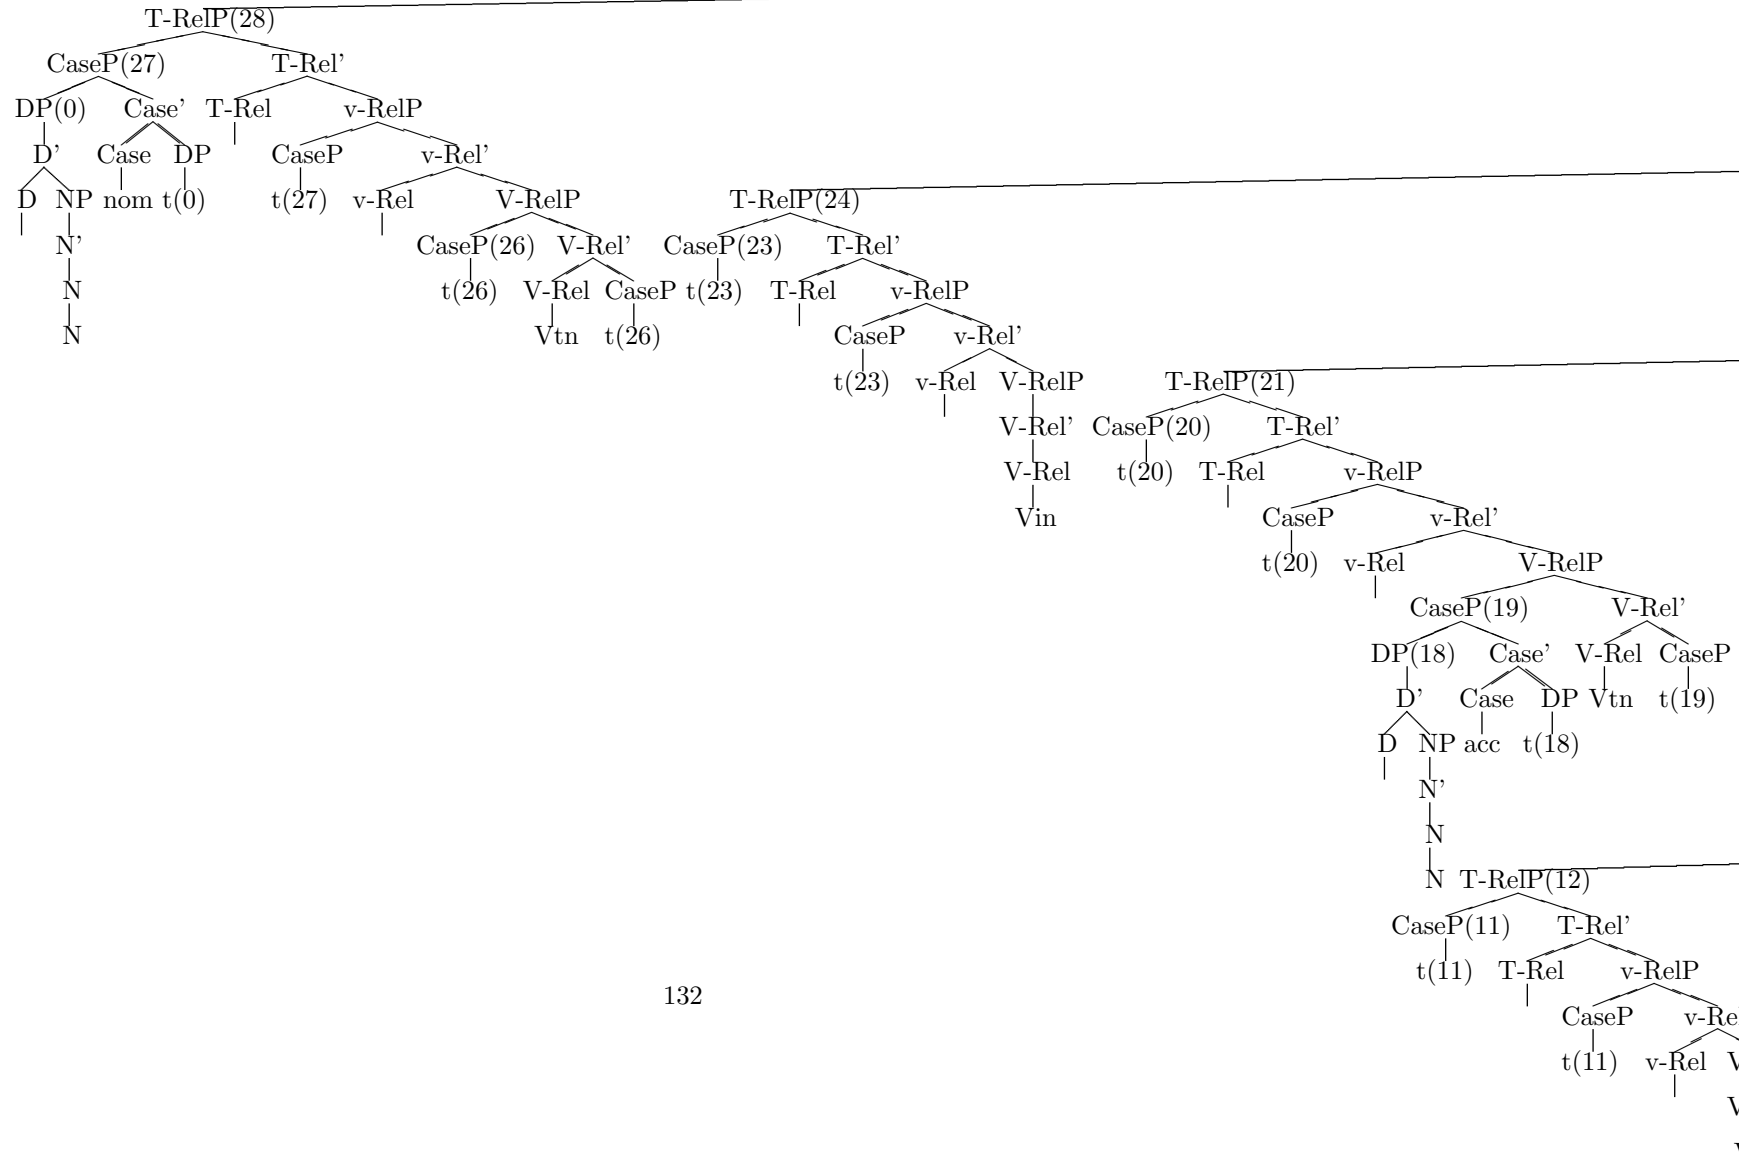 T-RelP(28)
CaseP(27) T-Rel'
DP(0) Case' T-Rel v-RelP
D' Case DP CaseP v-Rel'
D NP nom t(0) t(27) v-Rel V-RelP T-RelP(24)
N' CaseP(26) V-Rel' CaseP(23) T-Rel'
N t(26) V-Rel CaseP t(23) T-Rel v-RelP
N Vtn t(26) CaseP v-Rel'
t(23) v-Rel V-RelP T-RelP(21)
V-Rel' CaseP(20) T-Rel'
V-Rel t(20) T-Rel v-RelP
Vin CaseP v-Rel'
t(20) v-Rel V-RelP
CaseP(19) V-Rel'
DP(18) Case' V-Rel CaseP
D' Case DP Vtn t(19)
D NP acc t(18)
N'
N
N T-RelP(12)
CaseP(11) T-Rel'
t(11) T-Rel v-RelP
132
CaseP v-Re
t(11) v-Rel